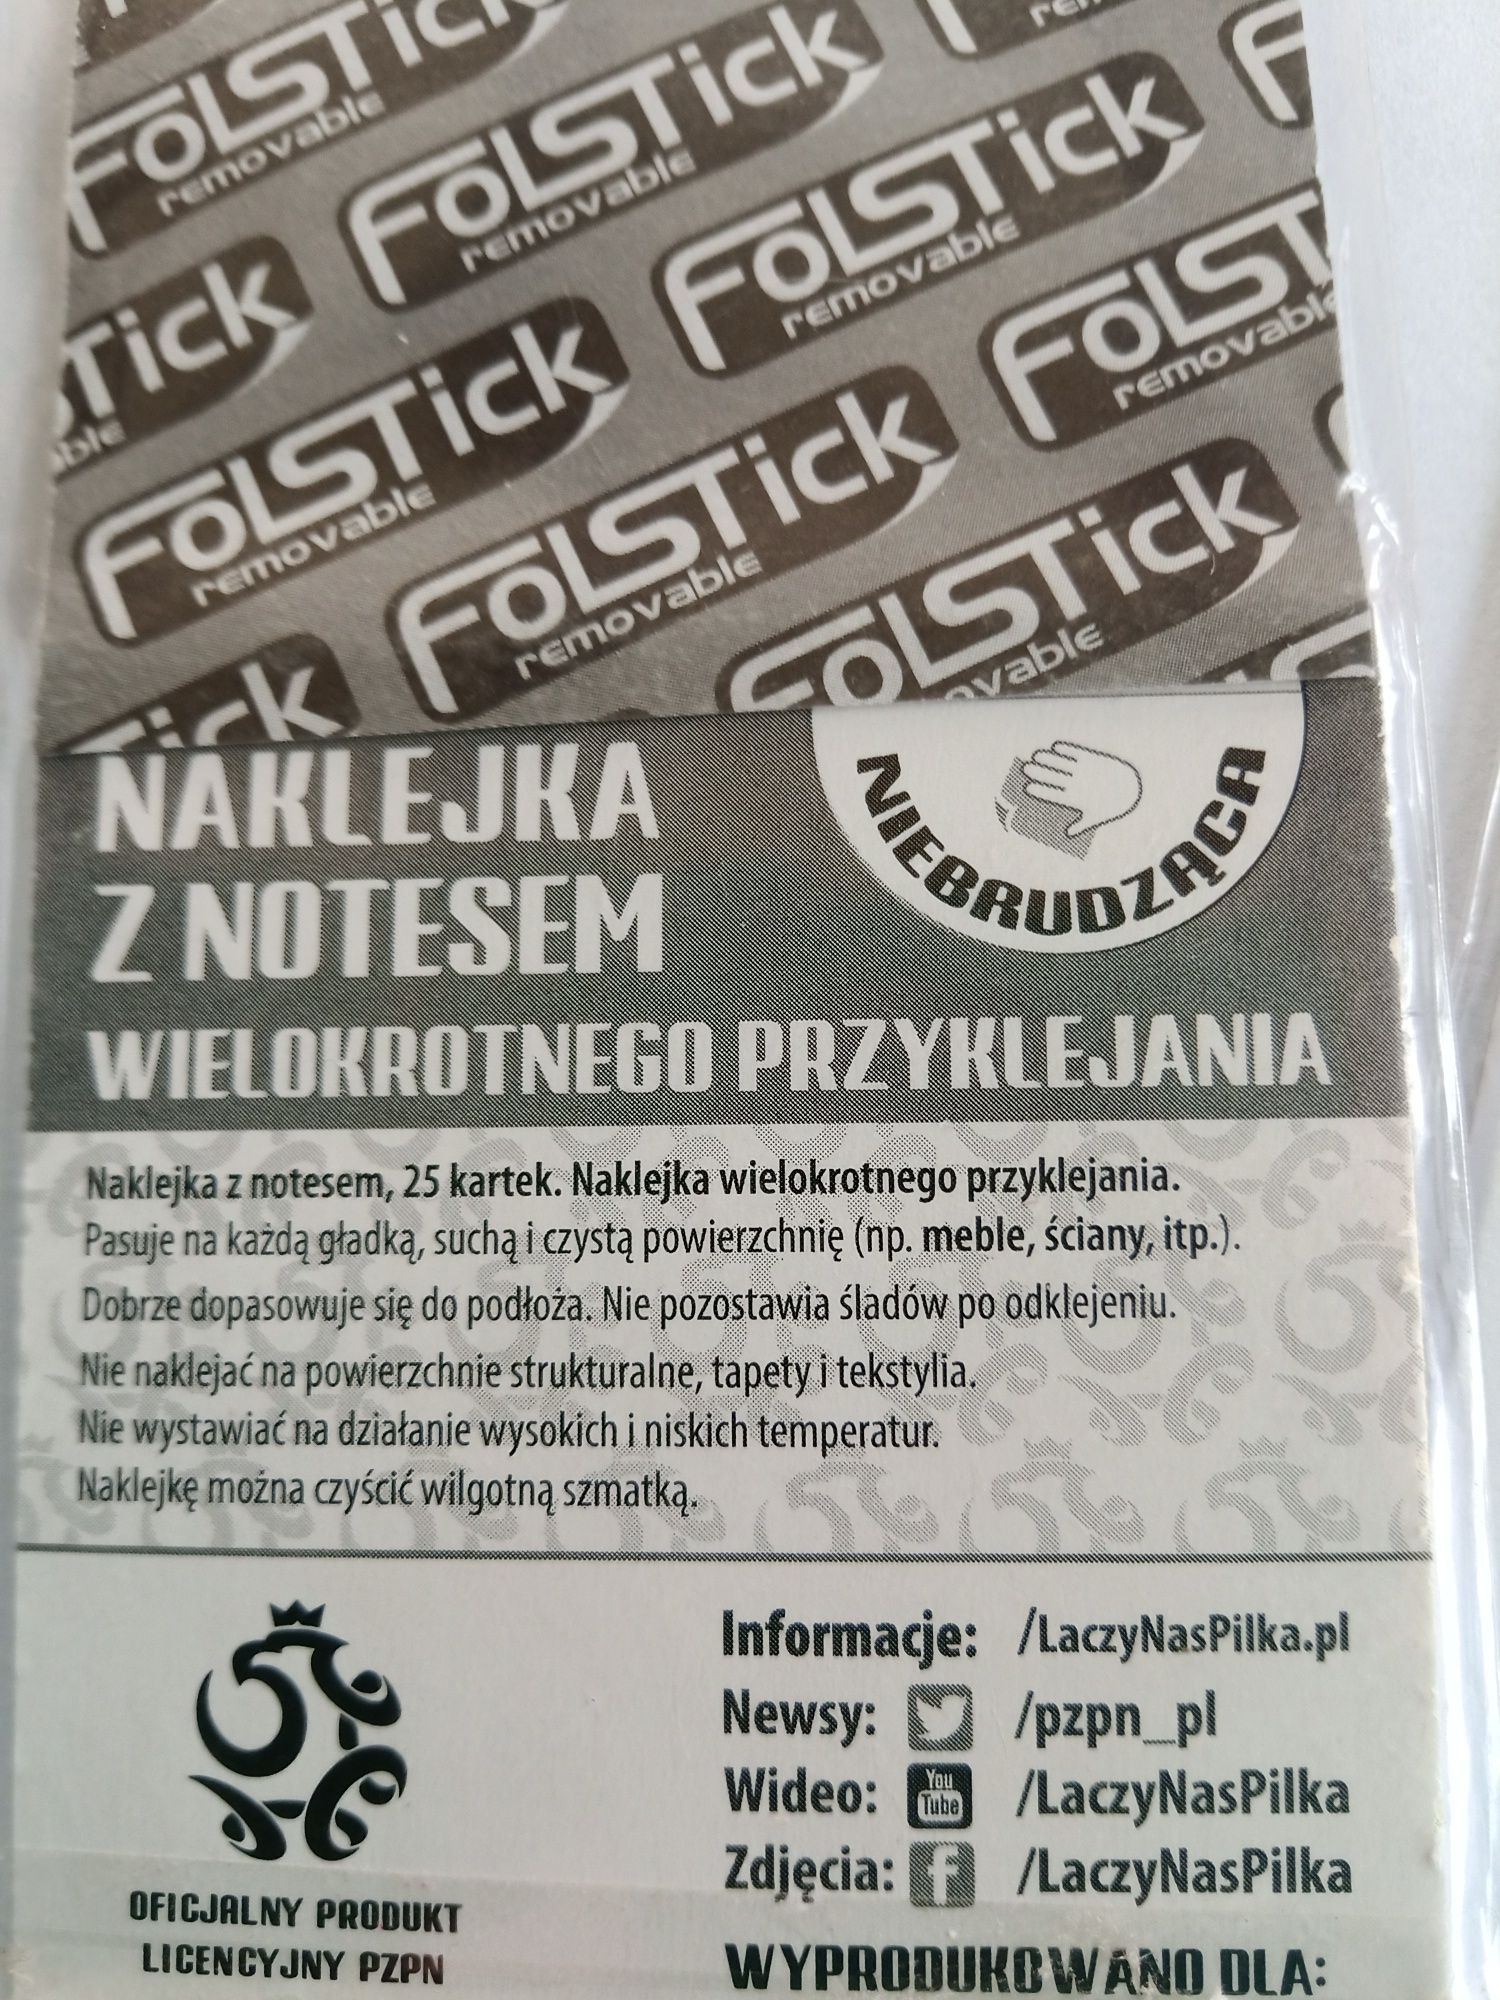 FOLSTick FOLSTick
removable removable
FOLSTick FOLST
removable removable
STick FOLSTick
removable
FOLSTick FOLSTick
removable
NAKLEJKA
Z NOTESEM
WIELOKROTNEGO PRZYKLEJANIA
NIEBRUDZĄCA
Naklejka z notesem, 25 kartek. Naklejka wielokrotnego przyklejania.
Pasuje na każdą gładką, suchą i czystą powierzchnię (np. meble, ściany, itp.).
Dobrze dopasowuje się do podłoża. Nie pozostawia śladów po odklejeniu.
Nie naklejać na powierzchnie strukturalne, tapety i tekstylia.
Nie wystawiać na działanie wysokich i niskich temperatur.
Naklejkę można czyścić wilgotną szmatką.
OFICJALNY PRODUKT
LICENCYJNY PZPN
Informacje: /LaczyNasPilka.pl
Newsy: /pzpn_pl
Wideo: You Tube /LaczyNasPilka
Zdjęcia: f /LaczyNasPilka
WYPRODUKOWANO DLA: